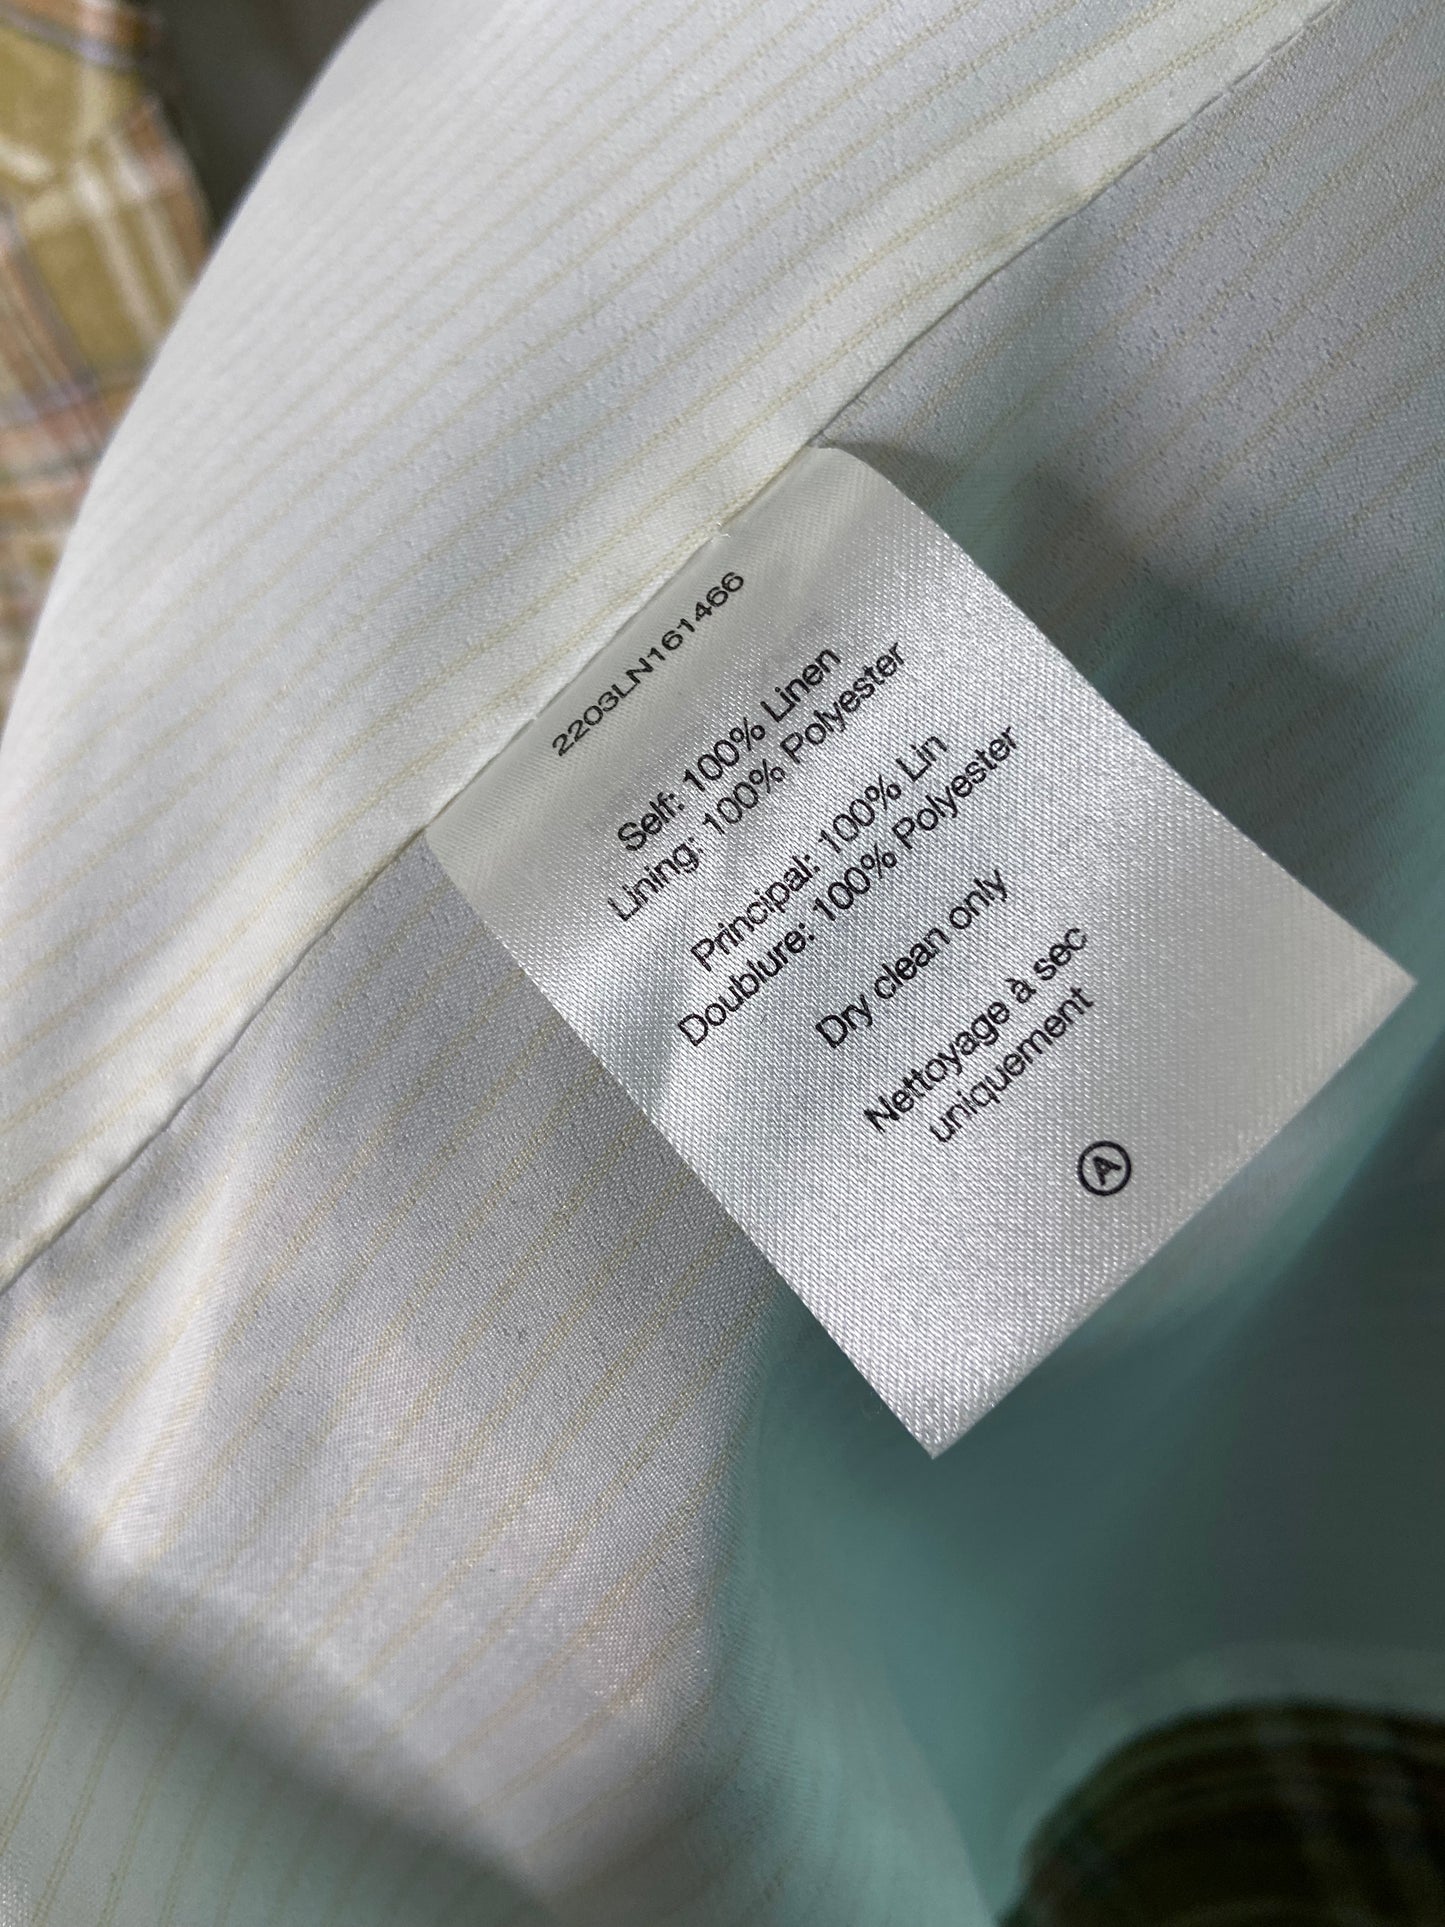 2203LN161466
Self: 100% Linen
Lining: 100% Polyester
Principal: 100% Lin
Doublure: 100% Polyester
Dry clean only
Nettoyage à sec
uniquement
A